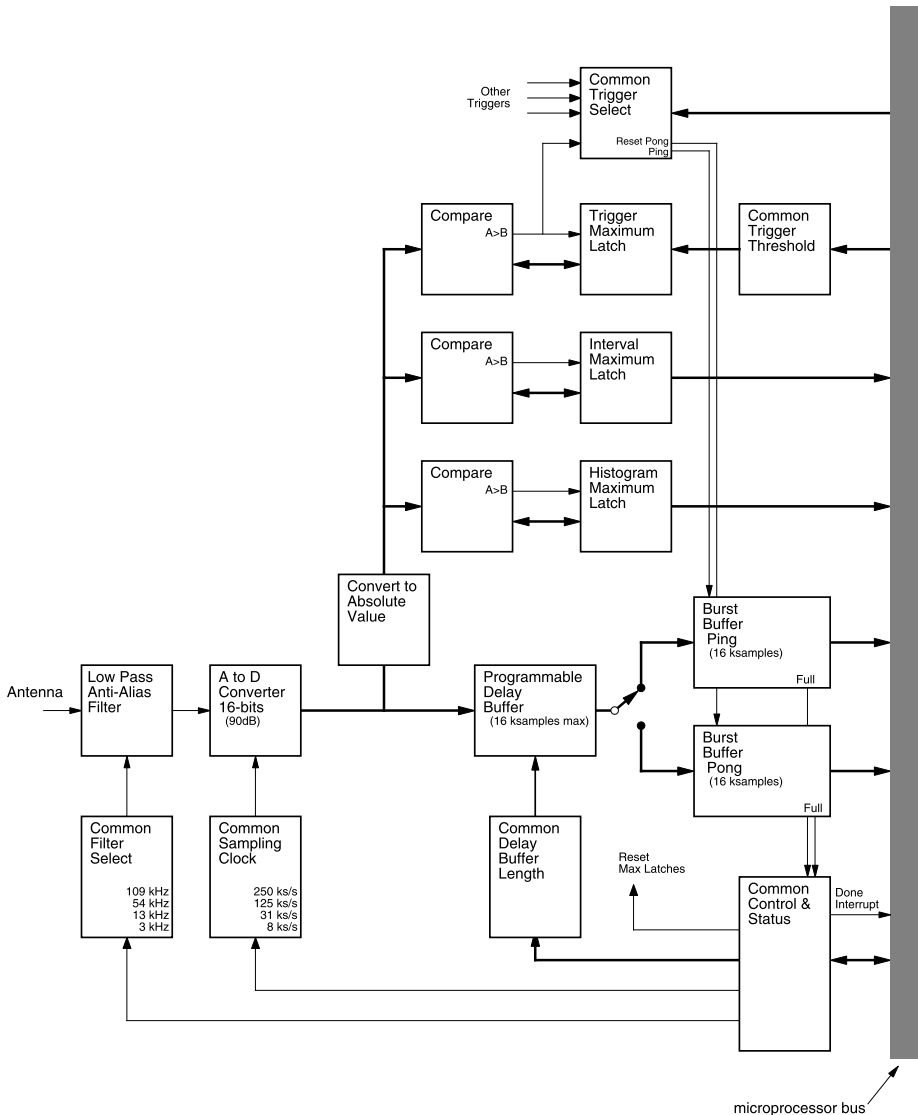 Other
Triggers
Common
Trigger
Select
Reset Pong
Ping
Compare
A>B
Trigger
Maximum
Latch
Common
Trigger
Threshold
Compare
A>B
Interval
Maximum
Latch
Compare
A>B
Histogram
Maximum
Latch
Convert to
Absolute
Value
Burst
Buffer
Ping
(16 ksamples)
Full
Antenna
Low Pass
Anti-Alias
Filter
A to D
Converter
16-bits
(90dB)
Programmable
Delay
Buffer
(16 ksamples max)
Burst
Buffer
Pong
(16 ksamples)
Full
Common
Filter
Select
109 kHz
54 kHz
13 kHz
3 kHz
Common
Sampling
Clock
250 ks/s
125 ks/s
31 ks/s
8 ks/s
Common
Delay
Buffer
Length
Reset
Max Latches
Common
Control &
Status
Done
Interrupt
microprocessor bus